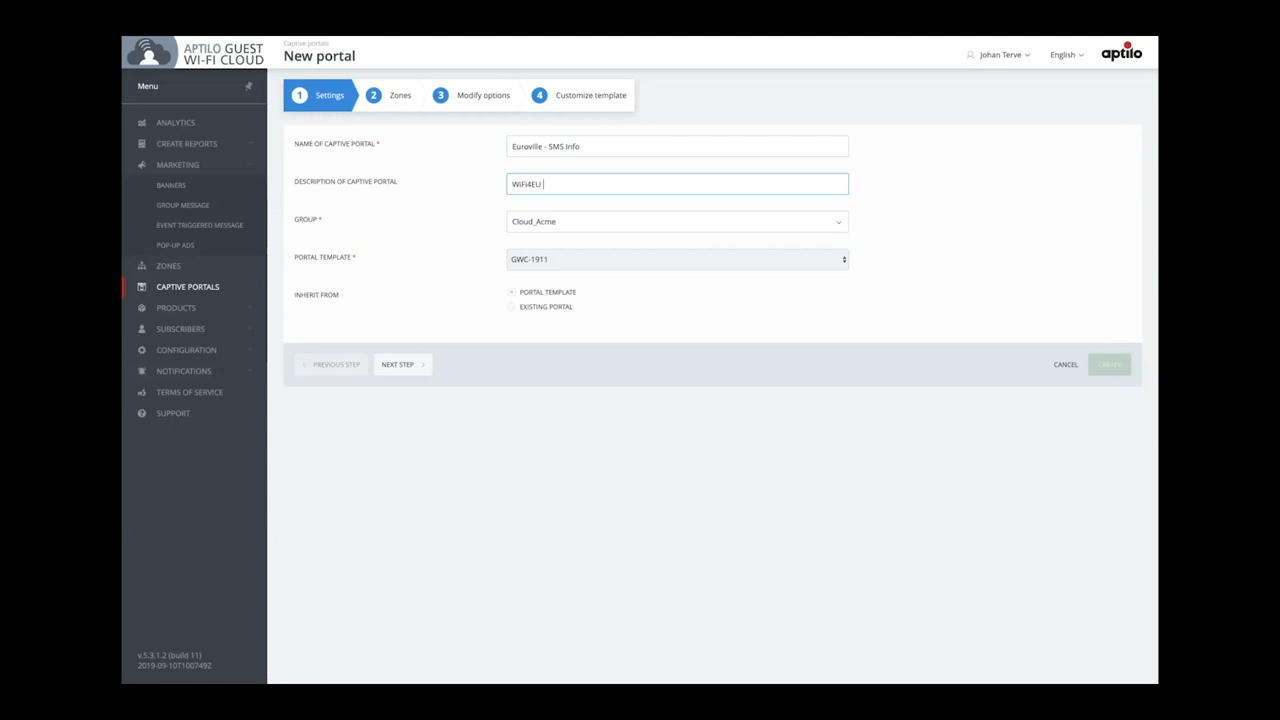 APTILO GUEST
WI-FI CLOUD
Captive portals
New portal
Johan Terve
English
aptilo
Menu
1 Settings
2 Zones
3 Modify options
4 Customize template
ANALYTICS
CREATE REPORTS
MARKETING
BANNERS
GROUP MESSAGE
EVENT TRIGGERED MESSAGE
POP-UP ADS
ZONES
CAPTIVE PORTALS
PRODUCTS
SUBSCRIBERS
CONFIGURATION
NOTIFICATIONS
TERMS OF SERVICE
SUPPORT
NAME OF CAPTIVE PORTAL *
Euroville - SMS Info
DESCRIPTION OF CAPTIVE PORTAL
WiFi4EU
GROUP *
Cloud_Acme
PORTAL TEMPLATE *
GWC-1911
INHERIT FROM
PORTAL TEMPLATE
EXISTING PORTAL
PREVIOUS STEP
NEXT STEP
CANCEL
CREATE
v.5.3.1.2 (build 11)
2019-09-10T100749Z